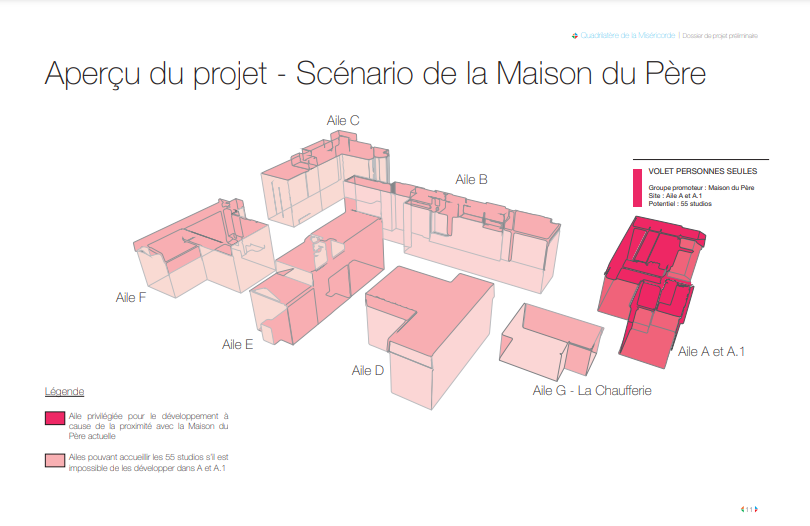 Quadrilatère de la Miséricorde | Dossier de projet préliminaire
Aperçu du projet - Scénario de la Maison du Père
Aile C
Aile B
VOLET PERSONNES SEULES
Groupe promoteur : Maison du Père
Site : Aile A et A.1
Potentiel : 55 studios
Aile F
Aile E
Aile D
Aile A et A.1
Aile G - La Chaufferie
Légende
Aile privilégiée pour le développement à
cause de la proximité avec la Maison du
Père actuelle
Ailes pouvant accueillir les 55 studios s'il est
impossible de les développer dans A et A.1
11